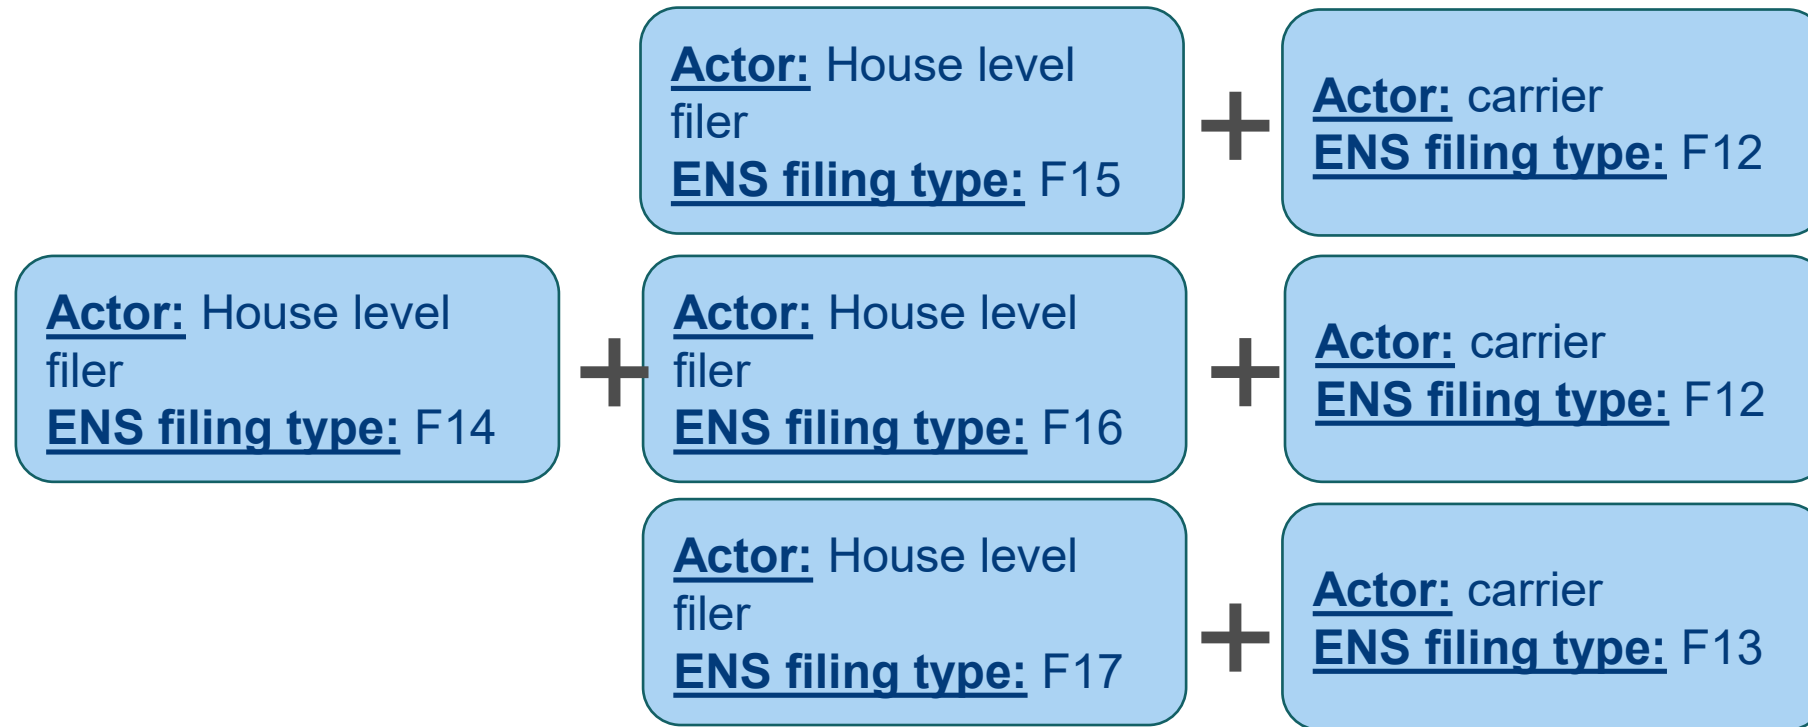 Actor: House level
filer
ENS filing type: F15
+
Actor: carrier
ENS filing type: F12
Actor: House level
filer
ENS filing type: F14
+
Actor: House level
filer
ENS filing type: F16
+
Actor: carrier
ENS filing type: F12
Actor: House level
filer
ENS filing type: F17
+
Actor: carrier
ENS filing type: F13